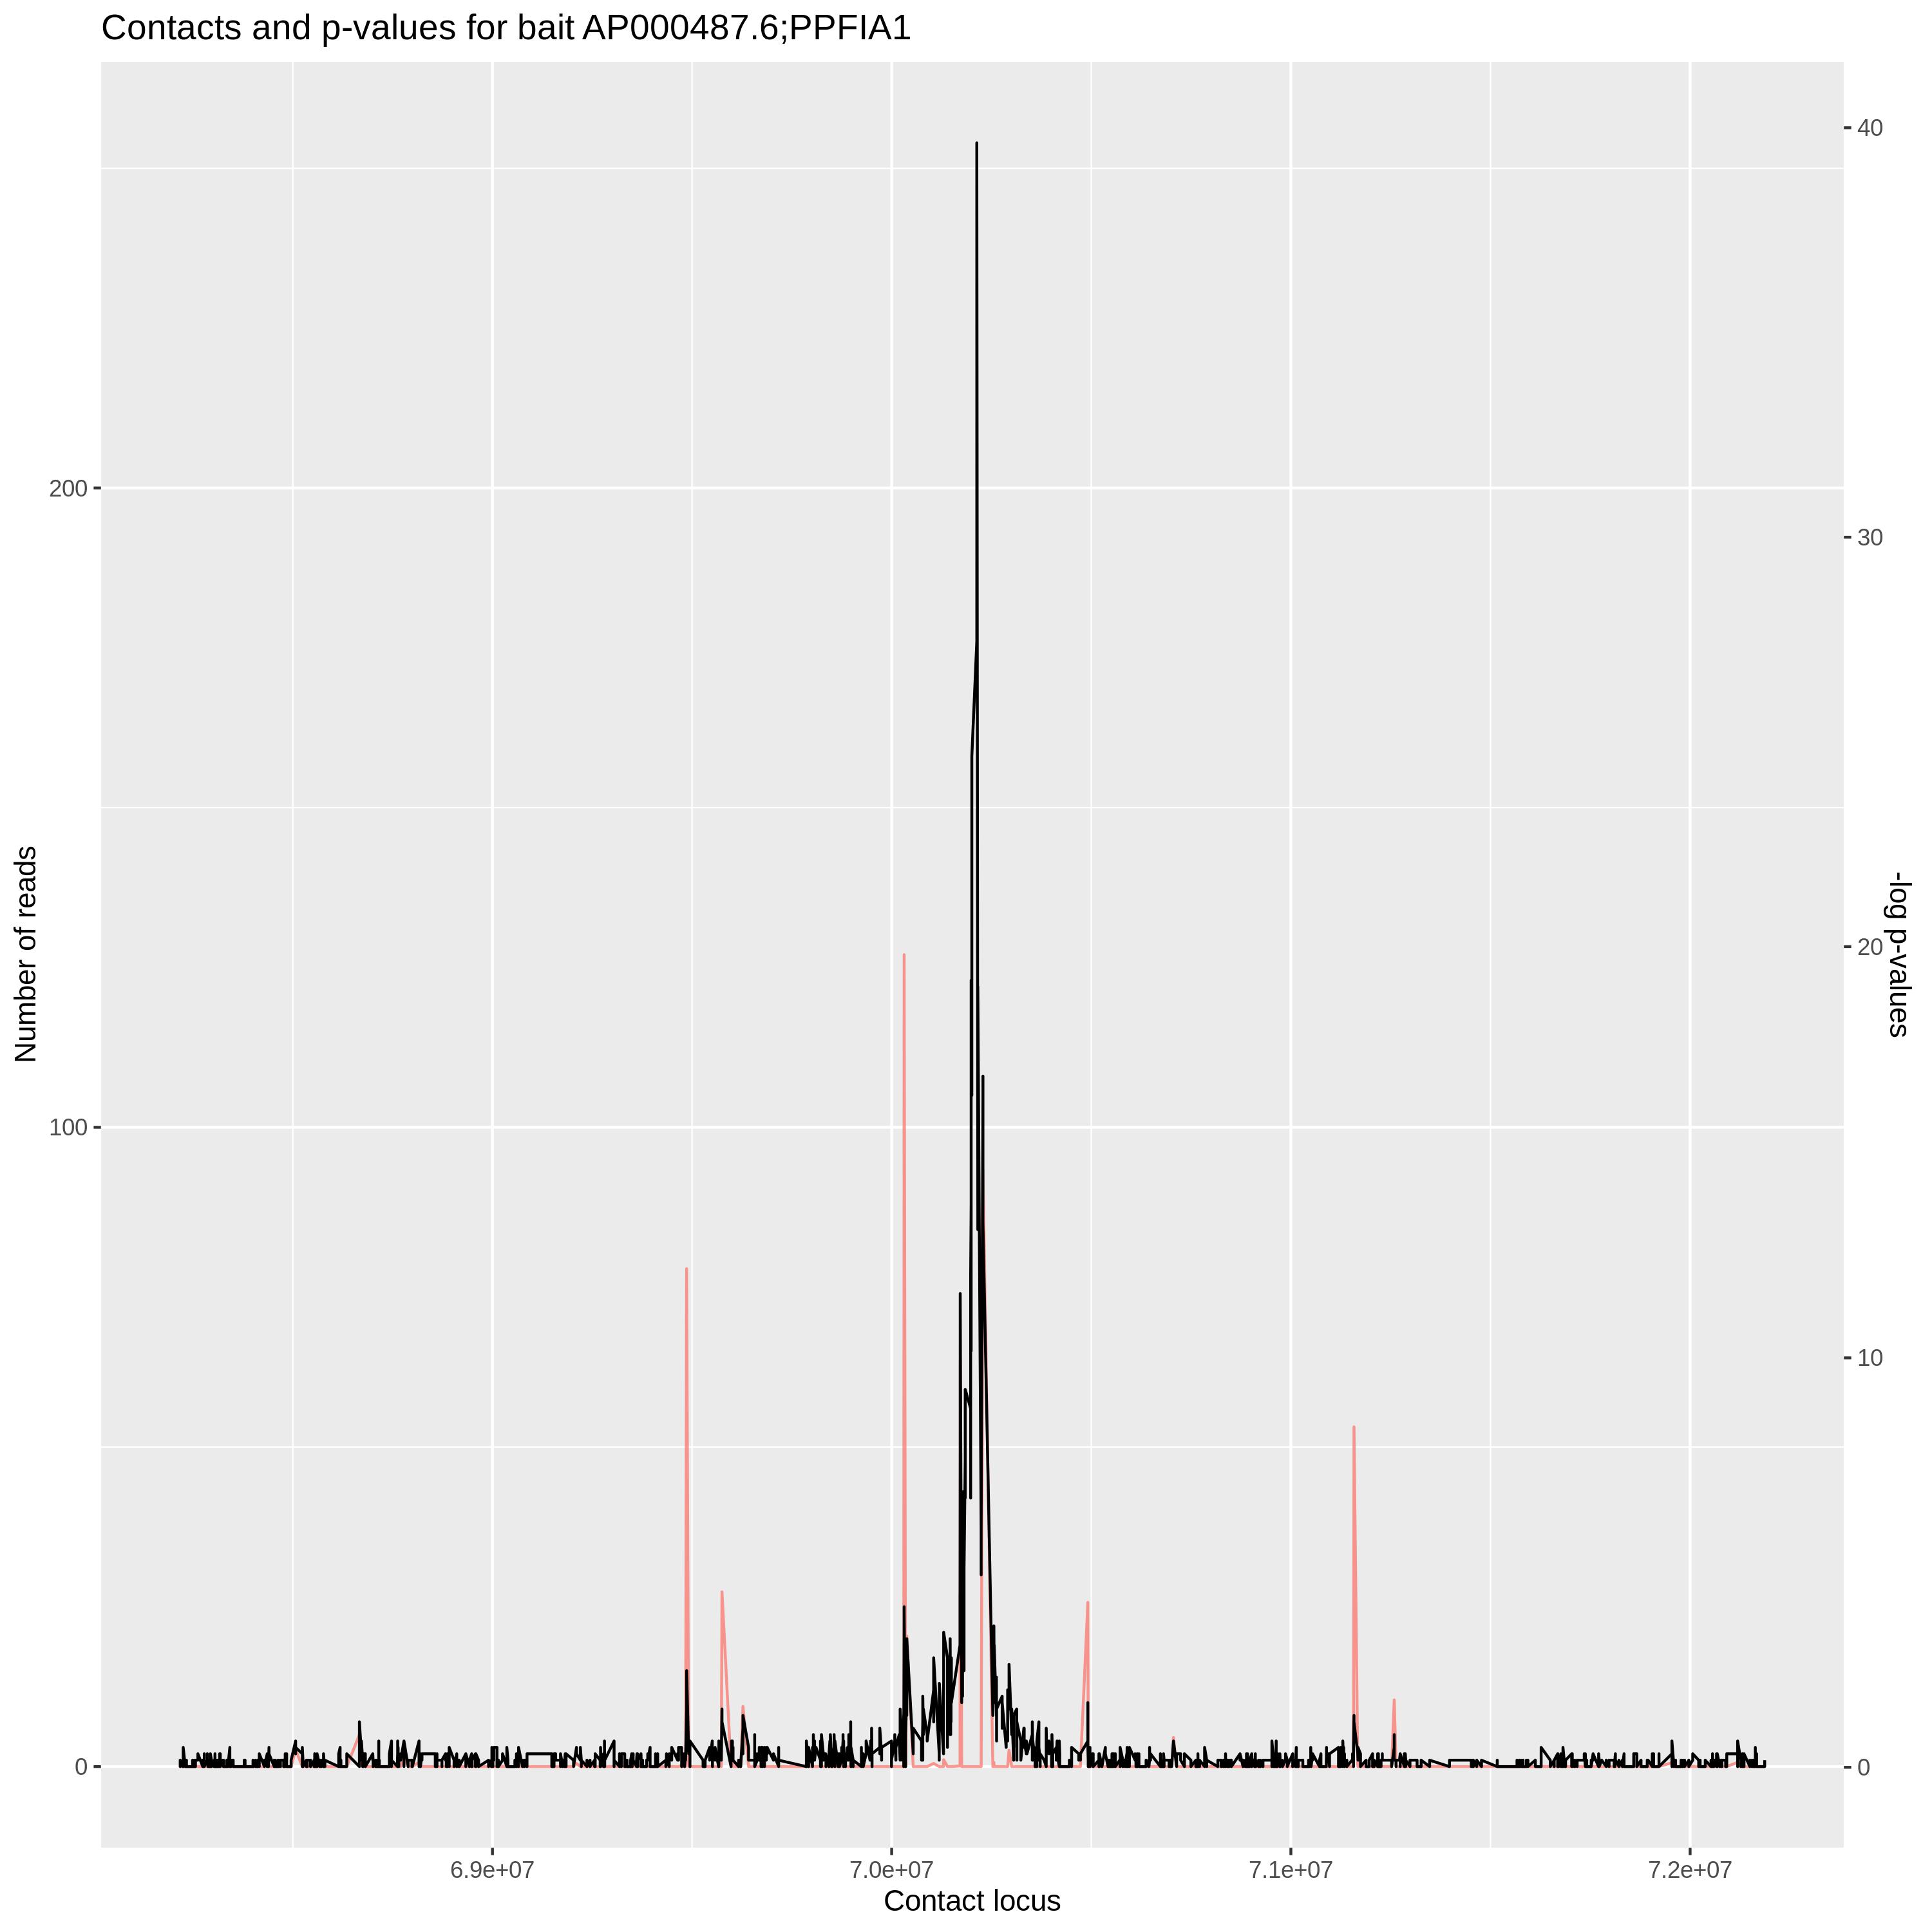 Contacts and p-values for bait AP000487.6;PPFIA1
40
200
30
Number of reads
-log p-values
20
100
10
0
0
6.9e+07
7.0e+07
7.1e+07
7.2e+07
Contact locus